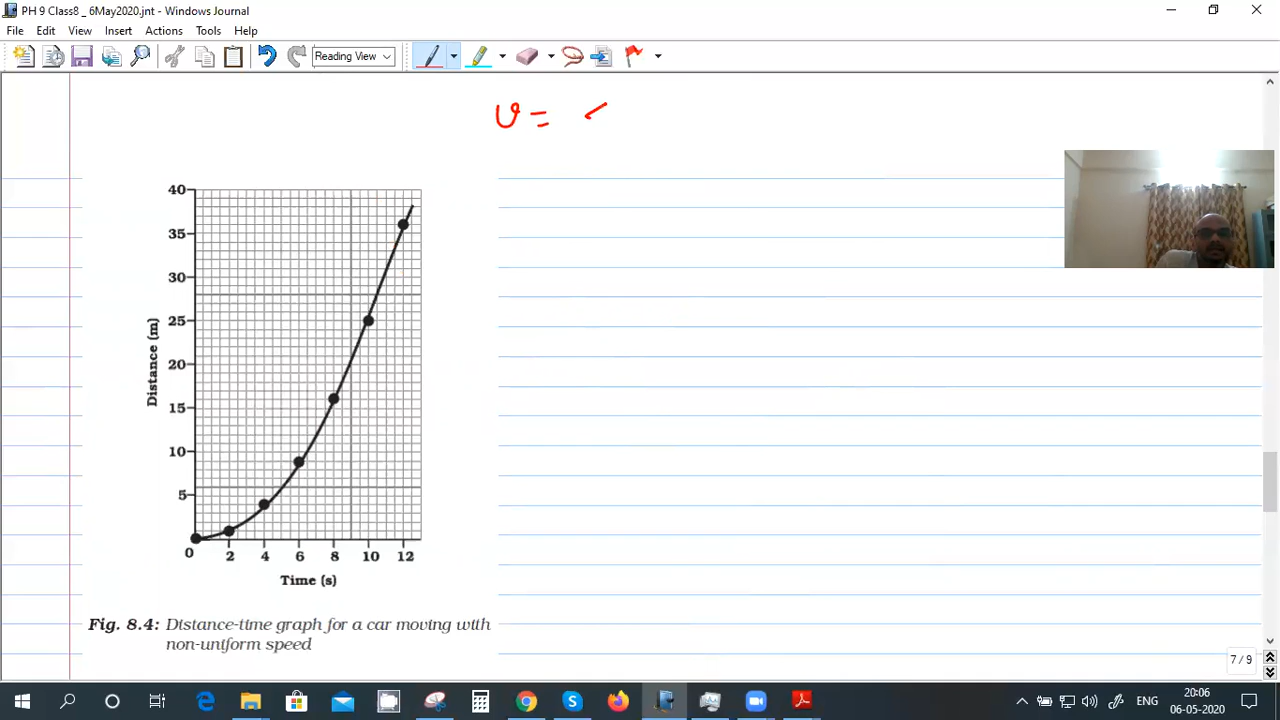 PH 9 Class8 _ 6May2020.jnt - Windows Journal
File Edit View Insert Actions Tools Help
Reading View
v =
40
35
30
25
20
15
10
5
0 2 4 6 8 10 12
Distance (m)
Time (s)
Fig. 8.4: Distance-time graph for a car moving with
non-uniform speed
7 / 9
ENG
20:06
06-05-2020